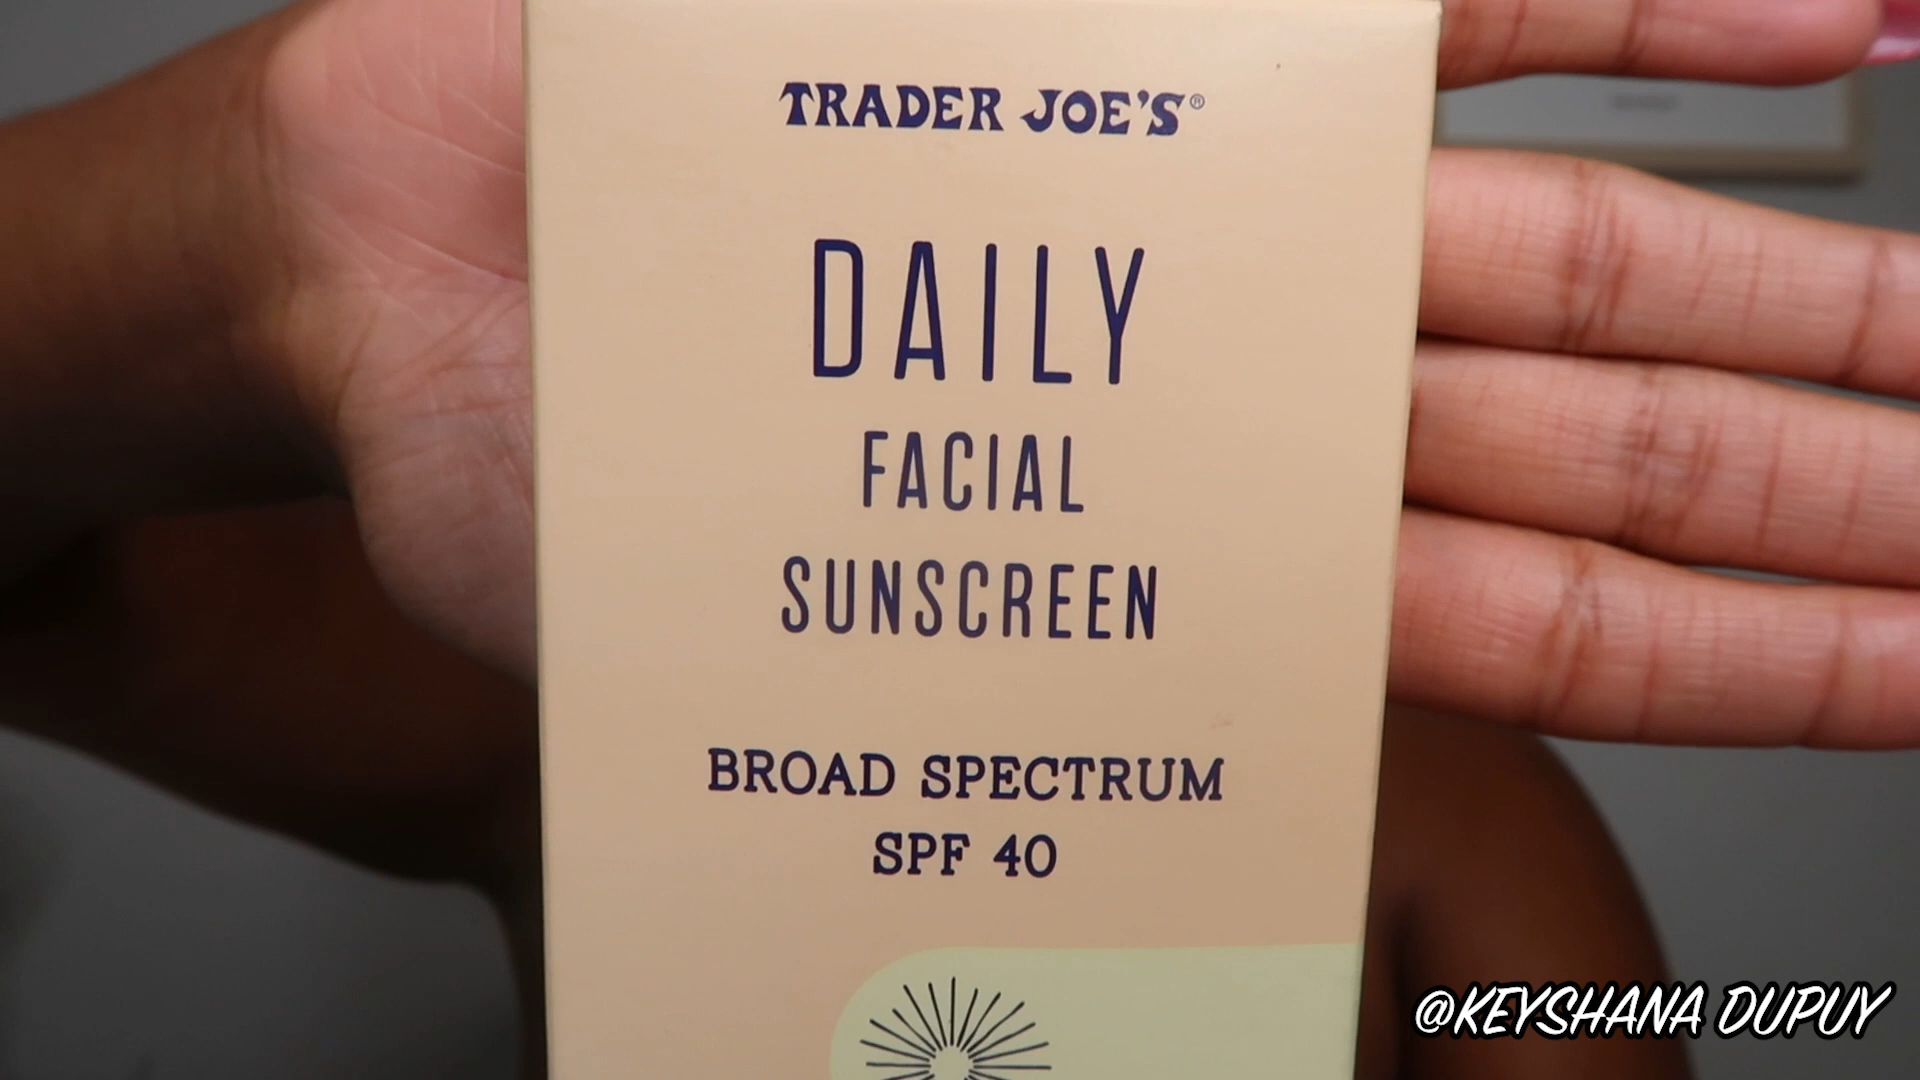 TRADER JOE'S®
DAILY
FACIAL
SUNSCREEN
BROAD SPECTRUM
SPF 40
@KEYSHANA DUPUY